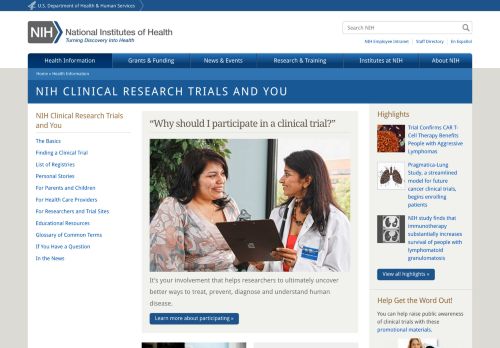 U.S. Department of Health & Human Services
NIH National Institutes of Health
Turning Discovery Into Health
Search NIH
NIH Employee Intranet Staff Directory En Español
Health Information Grants & Funding News & Events Research & Training Institutes at NIH About NIH
Home » Health Information
NIH CLINICAL RESEARCH TRIALS AND YOU
NIH Clinical Research Trials
and You
The Basics
Finding a Clinical Trial
List of Registries
Personal Stories
For Parents and Children
For Health Care Providers
For Researchers and Trial Sites
Educational Resources
Glossary of Common Terms
If You Have a Question
In the News
“Why should I participate in a clinical trial?”
It's your involvement that helps researchers to ultimately uncover
better ways to treat, prevent, diagnose and understand human
disease.
Learn more about participating »
Highlights
Trial Confirms CAR T-
Cell Therapy Benefits
People with Aggressive
Lymphomas
Pragmatica-Lung
Study, a streamlined
model for future
cancer clinical trials,
begins enrolling
patients
NIH study finds that
immunotherapy
substantially increases
survival of people with
lymphomatoid
granulomatosis
View all highlights »
Help Get the Word Out!
You can help raise public awareness
of clinical trials with these
promotional materials.